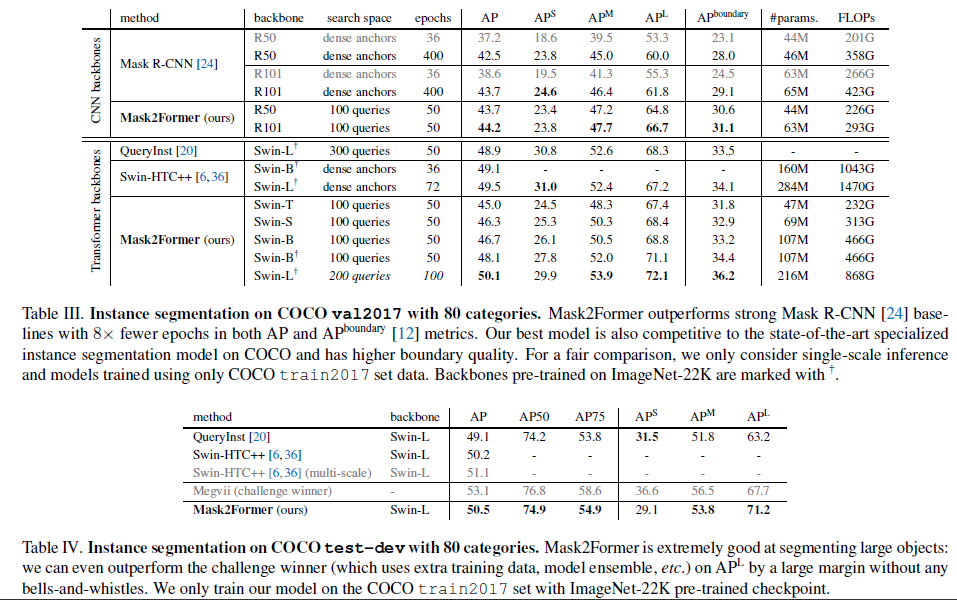 method backbone search space epochs AP AP^S AP^M AP^L AP^boundary #params. FLOPs
CNN backbones
Mask R-CNN [24]
R50 dense anchors 36 37.2 18.6 39.5 53.3 23.1 44M 201G
R50 dense anchors 400 42.5 23.8 45.0 60.0 28.0 46M 358G
R101 dense anchors 36 38.6 19.5 41.3 55.3 24.5 63M 266G
R101 dense anchors 400 43.7 24.6 46.4 61.8 29.1 65M 423G
Mask2Former (ours)
R50 100 queries 50 43.7 23.4 47.2 64.8 30.6 44M 226G
R101 100 queries 50 44.2 23.8 47.7 66.7 31.1 63M 293G
Transformer backbones
QueryInst [20] Swin-L† 300 queries 50 48.9 30.8 52.6 68.3 33.5 - -
Swin-HTC++ [6,36]
Swin-B† dense anchors 36 49.1 - - - - 160M 1043G
Swin-L† dense anchors 72 49.5 31.0 52.4 67.2 34.1 284M 1470G
Mask2Former (ours)
Swin-T 100 queries 50 45.0 24.5 48.3 67.4 31.8 47M 232G
Swin-S 100 queries 50 46.3 25.3 50.3 68.4 32.9 69M 313G
Swin-B 100 queries 50 46.7 26.1 50.5 68.8 33.2 107M 466G
Swin-B† 100 queries 50 48.1 27.8 52.0 71.1 34.4 107M 466G
Swin-L† 200 queries 100 50.1 29.9 53.9 72.1 36.2 216M 868G
Table III. Instance segmentation on COCO val2017 with 80 categories. Mask2Former outperforms strong Mask R-CNN [24] base-
lines with 8× fewer epochs in both AP and AP^boundary [12] metrics. Our best model is also competitive to the state-of-the-art specialized
instance segmentation model on COCO and has higher boundary quality. For a fair comparison, we only consider single-scale inference
and models trained using only COCO train2017 set data. Backbones pre-trained on ImageNet-22K are marked with †.
method backbone AP AP50 AP75 AP^S AP^M AP^L
QueryInst [20] Swin-L 49.1 74.2 53.8 31.5 51.8 63.2
Swin-HTC++ [6,36] Swin-L 50.2 - - - - -
Swin-HTC++ [6,36] (multi-scale) Swin-L 51.1 - - - - -
Megvii (challenge winner) - 53.1 76.8 58.6 36.6 56.5 67.7
Mask2Former (ours) Swin-L 50.5 74.9 54.9 29.1 53.8 71.2
Table IV. Instance segmentation on COCO test-dev with 80 categories. Mask2Former is extremely good at segmenting large objects:
we can even outperform the challenge winner (which uses extra training data, model ensemble, etc.) on AP^L by a large margin without any
bells-and-whistles. We only train our model on the COCO train2017 set with ImageNet-22K pre-trained checkpoint.